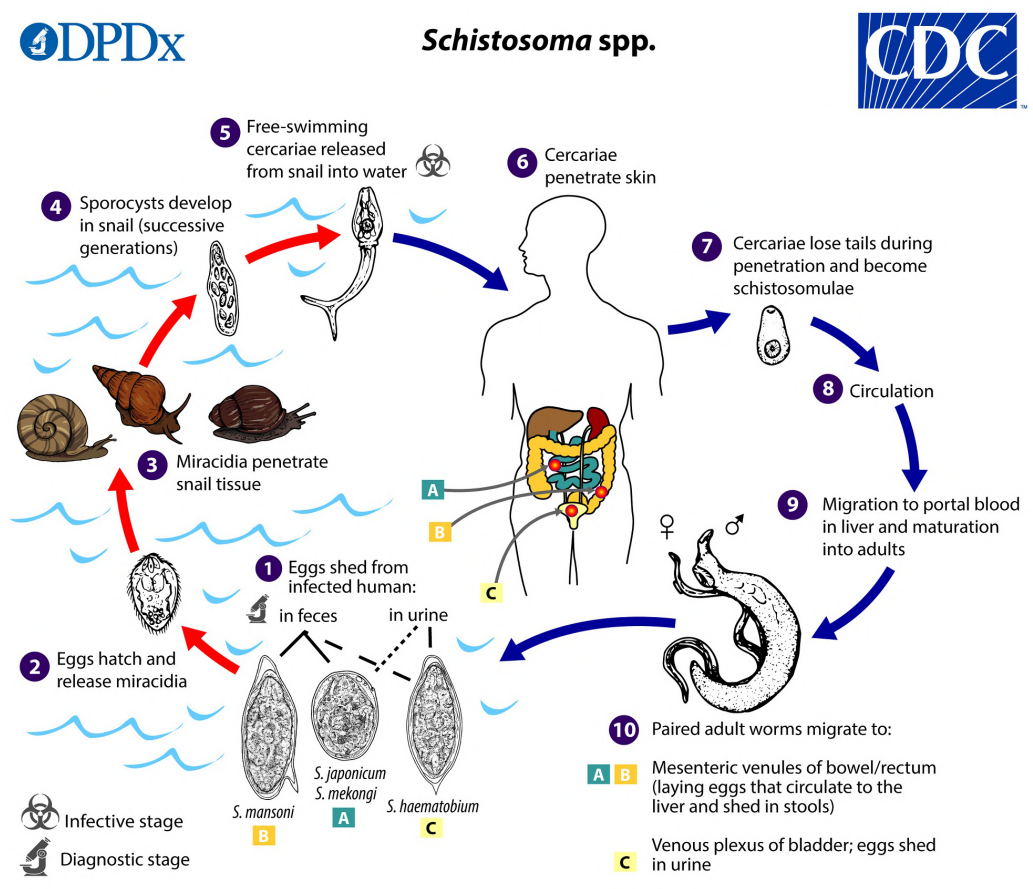 DPDx
Schistosoma spp.
CDC
TM
5
Free-swimming
cercariae released
from snail into water
6
Cercariae
penetrate skin
4
Sporocysts develop
in snail (successive
generations)
7
Cercariae lose tails during
penetration and become
schistosomulae
8
Circulation
3
Miracidia penetrate
snail tissue
A
B
C
9
Migration to portal blood
in liver and maturation
into adults
♀
♂
1
Eggs shed from
infected human:
in feces
in urine
2
Eggs hatch and
release miracidia
S. mansoni
B
S. japonicum
S. mekongi
A
S. haematobium
C
10
Paired adult worms migrate to:
A B
Mesenteric venules of bowel/rectum
(laying eggs that circulate to the
liver and shed in stools)
C
Venous plexus of bladder; eggs shed
in urine
Infective stage
Diagnostic stage